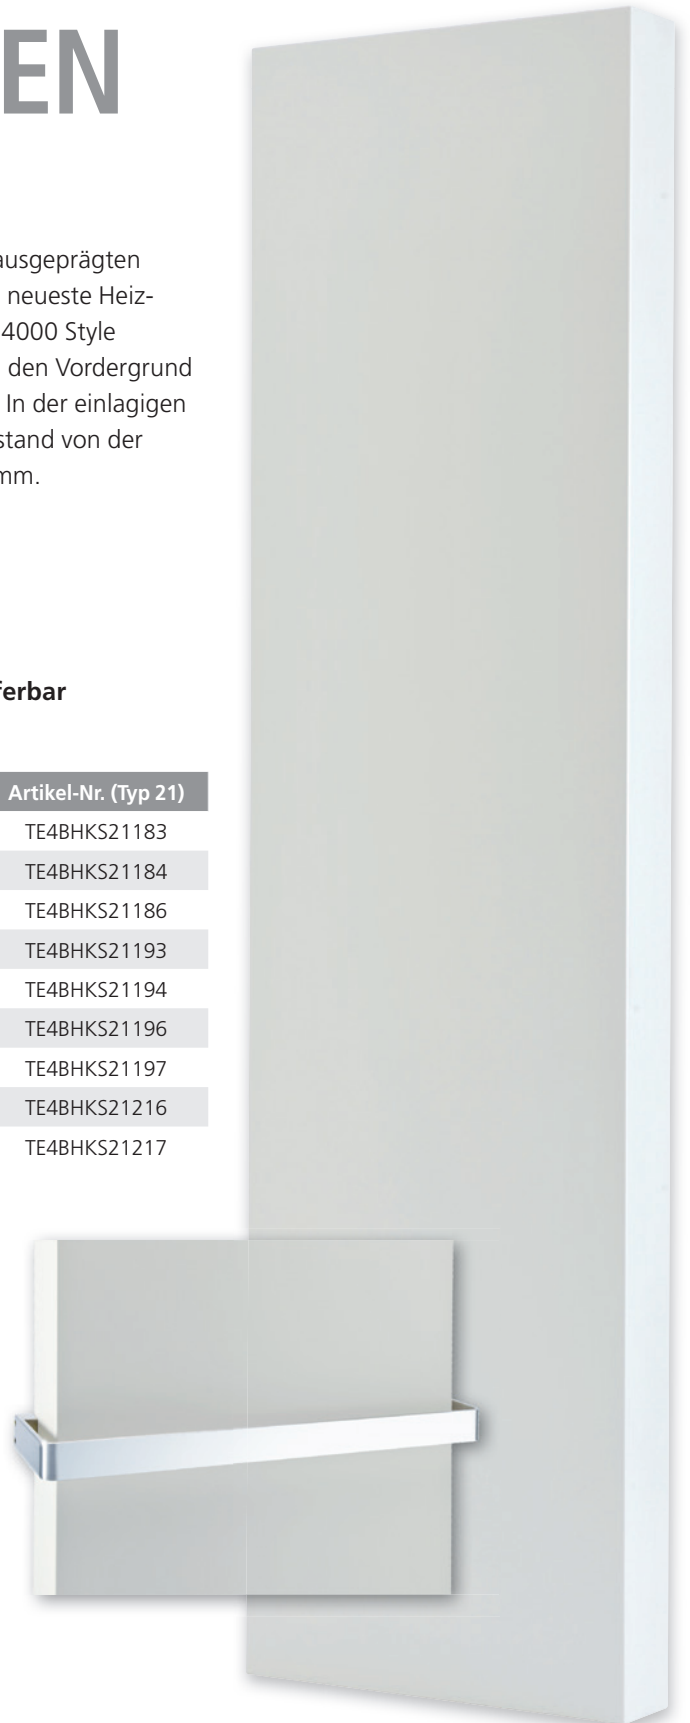 EN
ausgeprägten
neueste Heiz-
4000 Style
den Vordergrund
In der einlagigen
stand von der
mm.
ferbar
Artikel-Nr. (Typ 21)
TE4BHKS21183
TE4BHKS21184
TE4BHKS21186
TE4BHKS21193
TE4BHKS21194
TE4BHKS21196
TE4BHKS21197
TE4BHKS21216
TE4BHKS21217